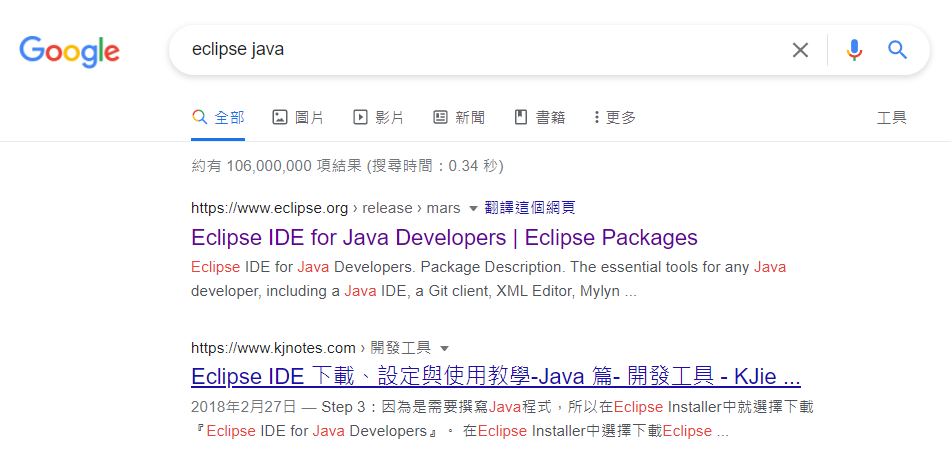 Google
eclipse java
全部 圖片 影片 新聞 書籍 更多 工具
約有 106,000,000 項結果 (搜尋時間：0.34 秒)
https://www.eclipse.org › release › mars 翻譯這個網頁
Eclipse IDE for Java Developers | Eclipse Packages
Eclipse IDE for Java Developers. Package Description. The essential tools for any Java
developer, including a Java IDE, a Git client, XML Editor, Mylyn ...
https://www.kjnotes.com › 開發工具
Eclipse IDE 下載、設定與使用教學-Java 篇- 開發工具 - KJie ...
2018年2月27日 — Step 3：因為是需要撰寫Java程式，所以在Eclipse Installer中就選擇下載
『Eclipse IDE for Java Developers』。 在Eclipse Installer中選擇下載Eclipse ...